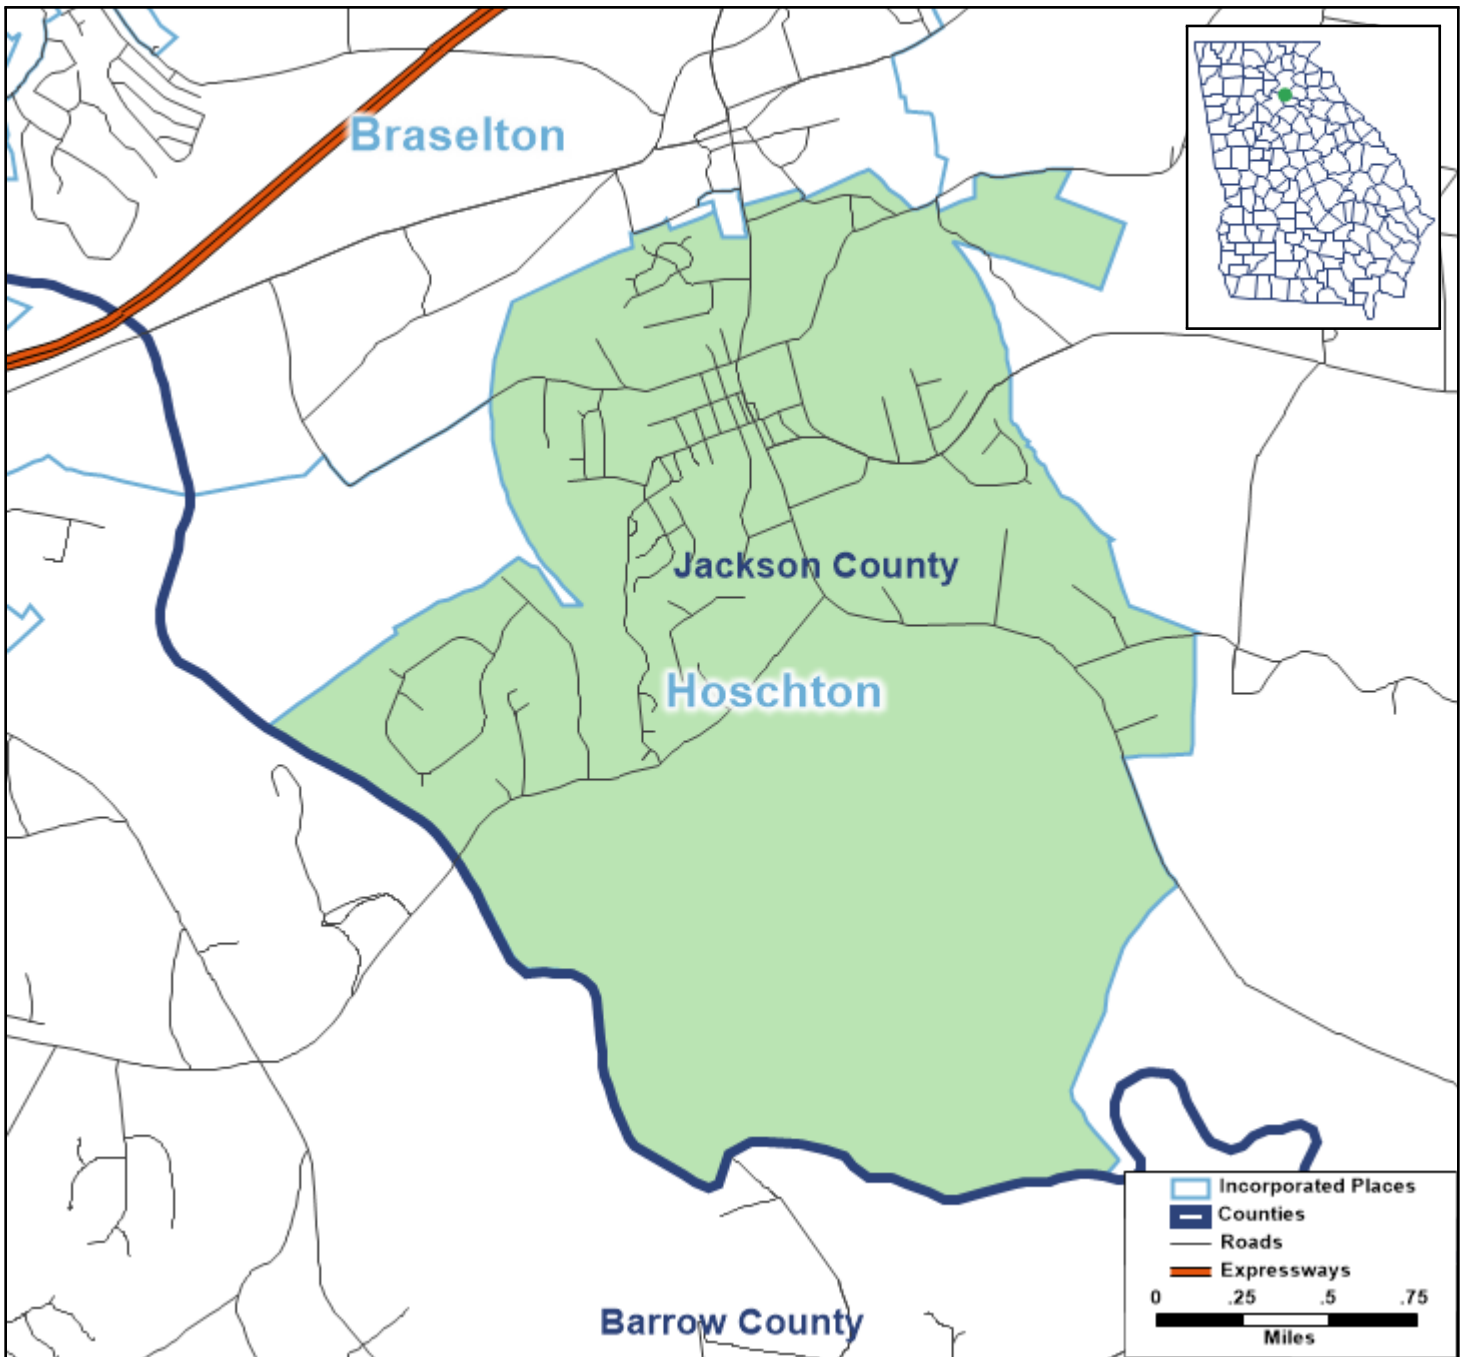 Braselton
Jackson County
Hoschton
Barrow County
Incorporated Places
Counties
Roads
Expressways
0 .25 .5 .75
Miles